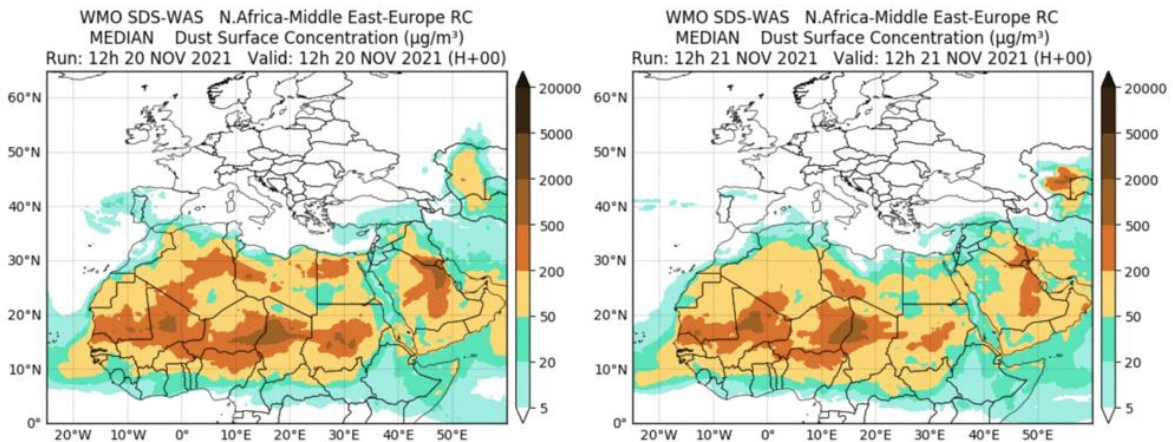 WMO SDS-WAS N.Africa-Middle East-Europe RC
MEDIAN Dust Surface Concentration (µg/m³)
Run: 12h 20 NOV 2021 Valid: 12h 20 NOV 2021 (H+00)
60°N
50°N
40°N
30°N
20°N
10°N
0°
20°W 10°W 0° 10°E 20°E 30°E 40°E 50°E
20000
5000
2000
500
200
50
20
5
WMO SDS-WAS N.Africa-Middle East-Europe RC
MEDIAN Dust Surface Concentration (µg/m³)
Run: 12h 21 NOV 2021 Valid: 12h 21 NOV 2021 (H+00)
60°N
50°N
40°N
30°N
20°N
10°N
0°
20°W 10°W 0° 10°E 20°E 30°E 40°E 50°E
20000
5000
2000
500
200
50
20
5